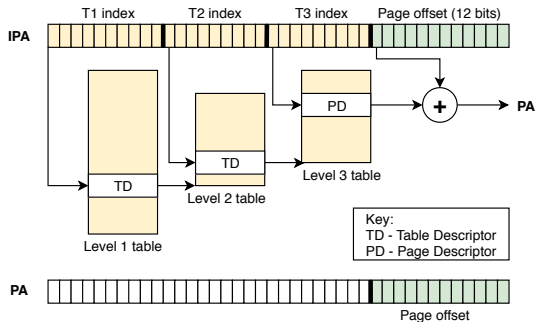 T1 index T2 index T3 index Page offset (12 bits)
IPA
PD
+
PA
TD
TD
Level 3 table
Level 2 table
Level 1 table
Key:
TD - Table Descriptor
PD - Page Descriptor
PA
Page offset